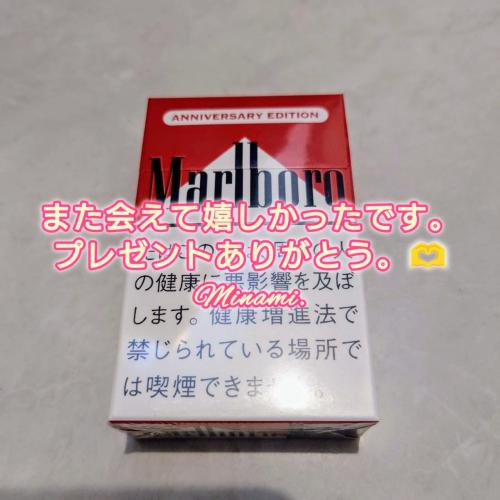 ANNIVERSARY EDITION
Marlboro
また会えて嬉しかったです。
プレゼントありがとう。🫶
の健康に悪影響を及ぼ
Minami.
します。健康増進法で
禁じられている場所で
は喫煙できません。
Marlboro